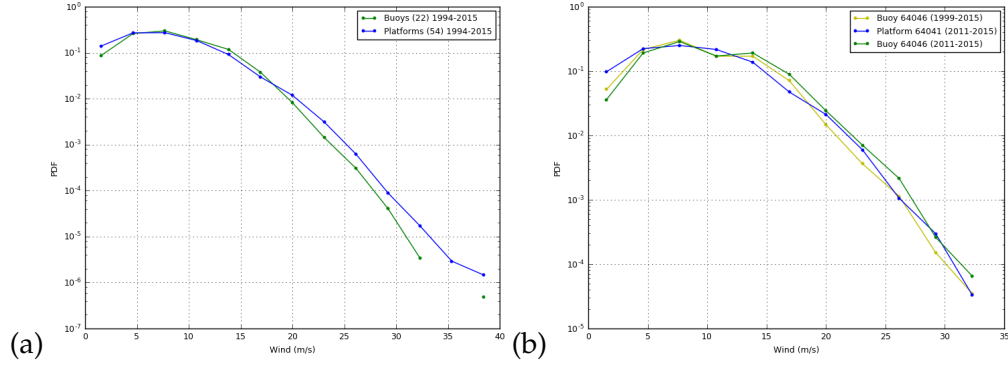 Buoys (22) 1994-2015
Platforms (54) 1994-2015
10^0
10^-1
10^-2
10^-3
10^-4
10^-5
10^-6
10^-7
PDF
0 5 10 15 20 25 30 35 40
Wind (m/s)
(a)
Buoy 64046 (1999-2015)
Platform 64041 (2011-2015)
Buoy 64046 (2011-2015)
10^0
10^-1
10^-2
10^-3
10^-4
10^-5
PDF
0 5 10 15 20 25 30 35
Wind (m/s)
(b)